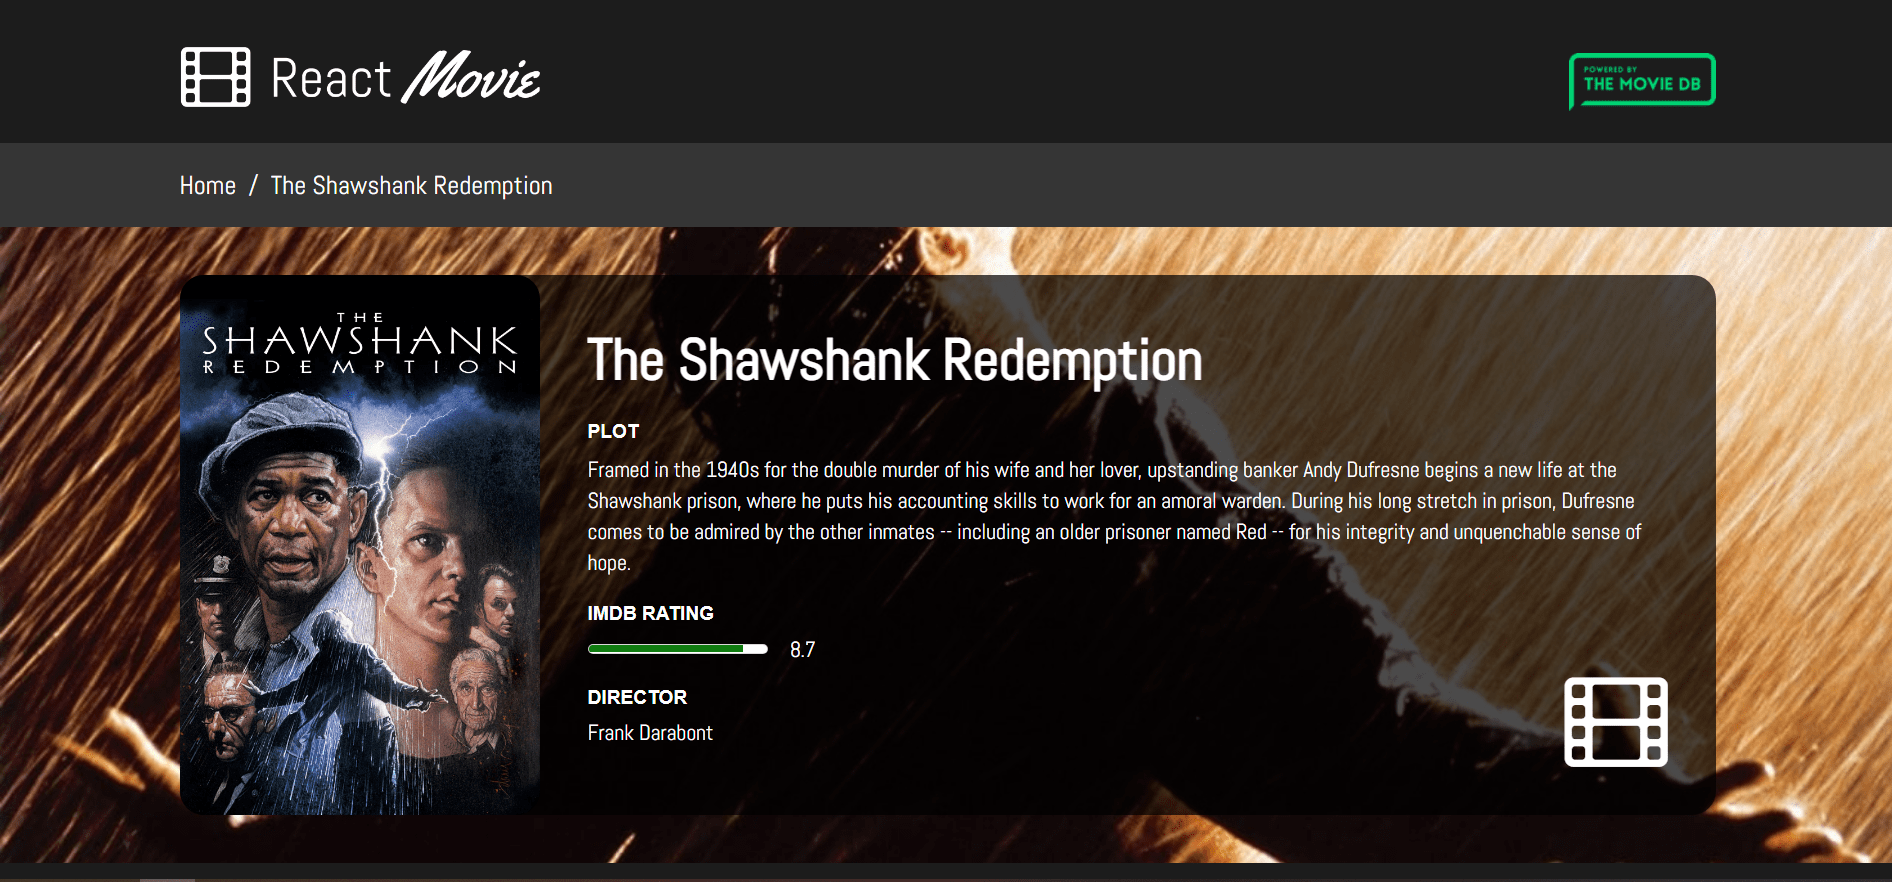 React Movie
POWERED BY
THE MOVIE DB
Home / The Shawshank Redemption
THE
SHAWSHANK
REDEMPTION
The Shawshank Redemption
PLOT
Framed in the 1940s for the double murder of his wife and her lover, upstanding banker Andy Dufresne begins a new life at the
Shawshank prison, where he puts his accounting skills to work for an amoral warden. During his long stretch in prison, Dufresne
comes to be admired by the other inmates -- including an older prisoner named Red -- for his integrity and unquenchable sense of
hope.
IMDB RATING
8.7
DIRECTOR
Frank Darabont